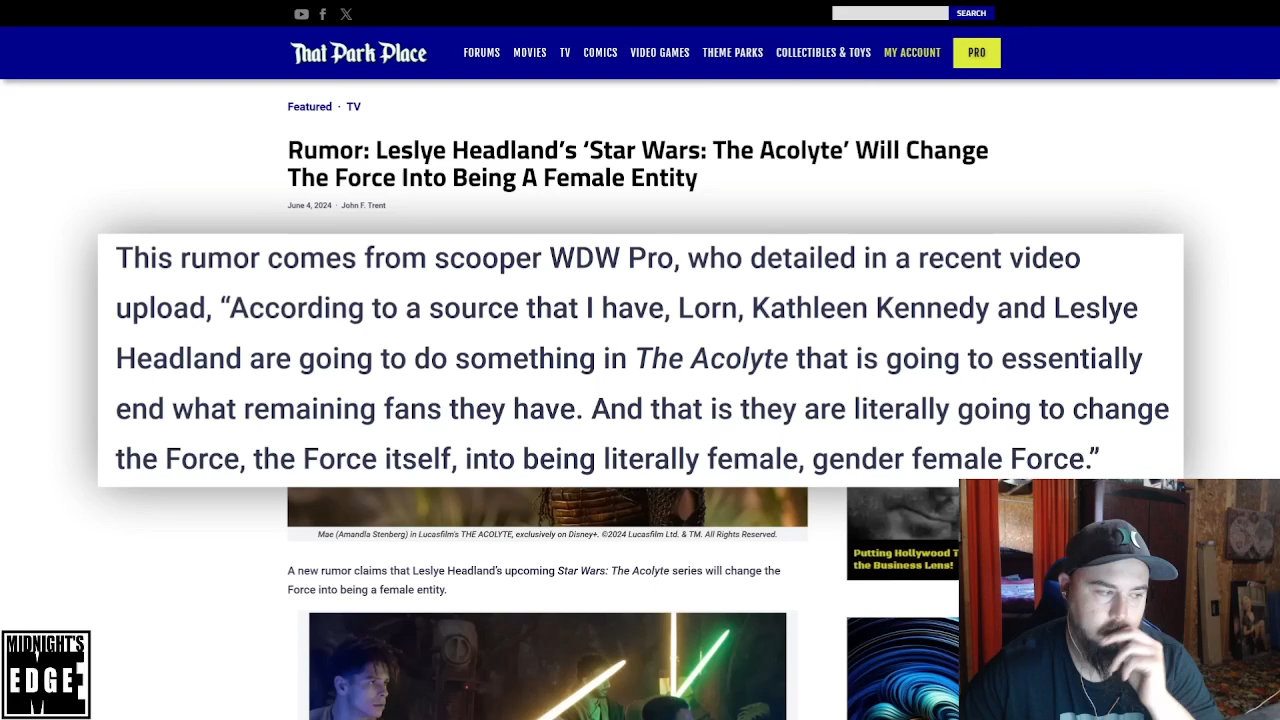 SEARCH
That Park Place
FORUMS MOVIES TV COMICS VIDEO GAMES THEME PARKS COLLECTIBLES & TOYS MY ACCOUNT PRO
Featured · TV
Rumor: Leslye Headland’s ‘Star Wars: The Acolyte’ Will Change
The Force Into Being A Female Entity
June 4, 2024 · John F. Trent
This rumor comes from scooper WDW Pro, who detailed in a recent video
upload, “According to a source that I have, Lorn, Kathleen Kennedy and Leslye
Headland are going to do something in The Acolyte that is going to essentially
end what remaining fans they have. And that is they are literally going to change
the Force, the Force itself, into being literally female, gender female Force.”
Mae (Amandla Stenberg) in Lucasfilm's THE ACOLYTE, exclusively on Disney+. ©2024 Lucasfilm Ltd. & TM. All Rights Reserved.
Putting Hollywood T
the Business Lens!
A new rumor claims that Leslye Headland’s upcoming Star Wars: The Acolyte series will change the
Force into being a female entity.
MIDNIGHT'S
EDGE